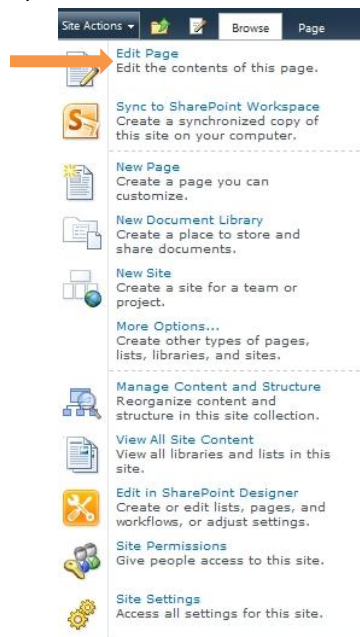 Site Actions Browse Page
Edit Page
Edit the contents of this page.
Sync to SharePoint Workspace
Create a synchronized copy of
this site on your computer.
New Page
Create a page you can
customize.
New Document Library
Create a place to store and
share documents.
New Site
Create a site for a team or
project.
More Options...
Create other types of pages,
lists, libraries, and sites.
Manage Content and Structure
Reorganize content and
structure in this site collection.
View All Site Content
View all libraries and lists in this
site.
Edit in SharePoint Designer
Create or edit lists, pages, and
workflows, or adjust settings.
Site Permissions
Give people access to this site.
Site Settings
Access all settings for this site.